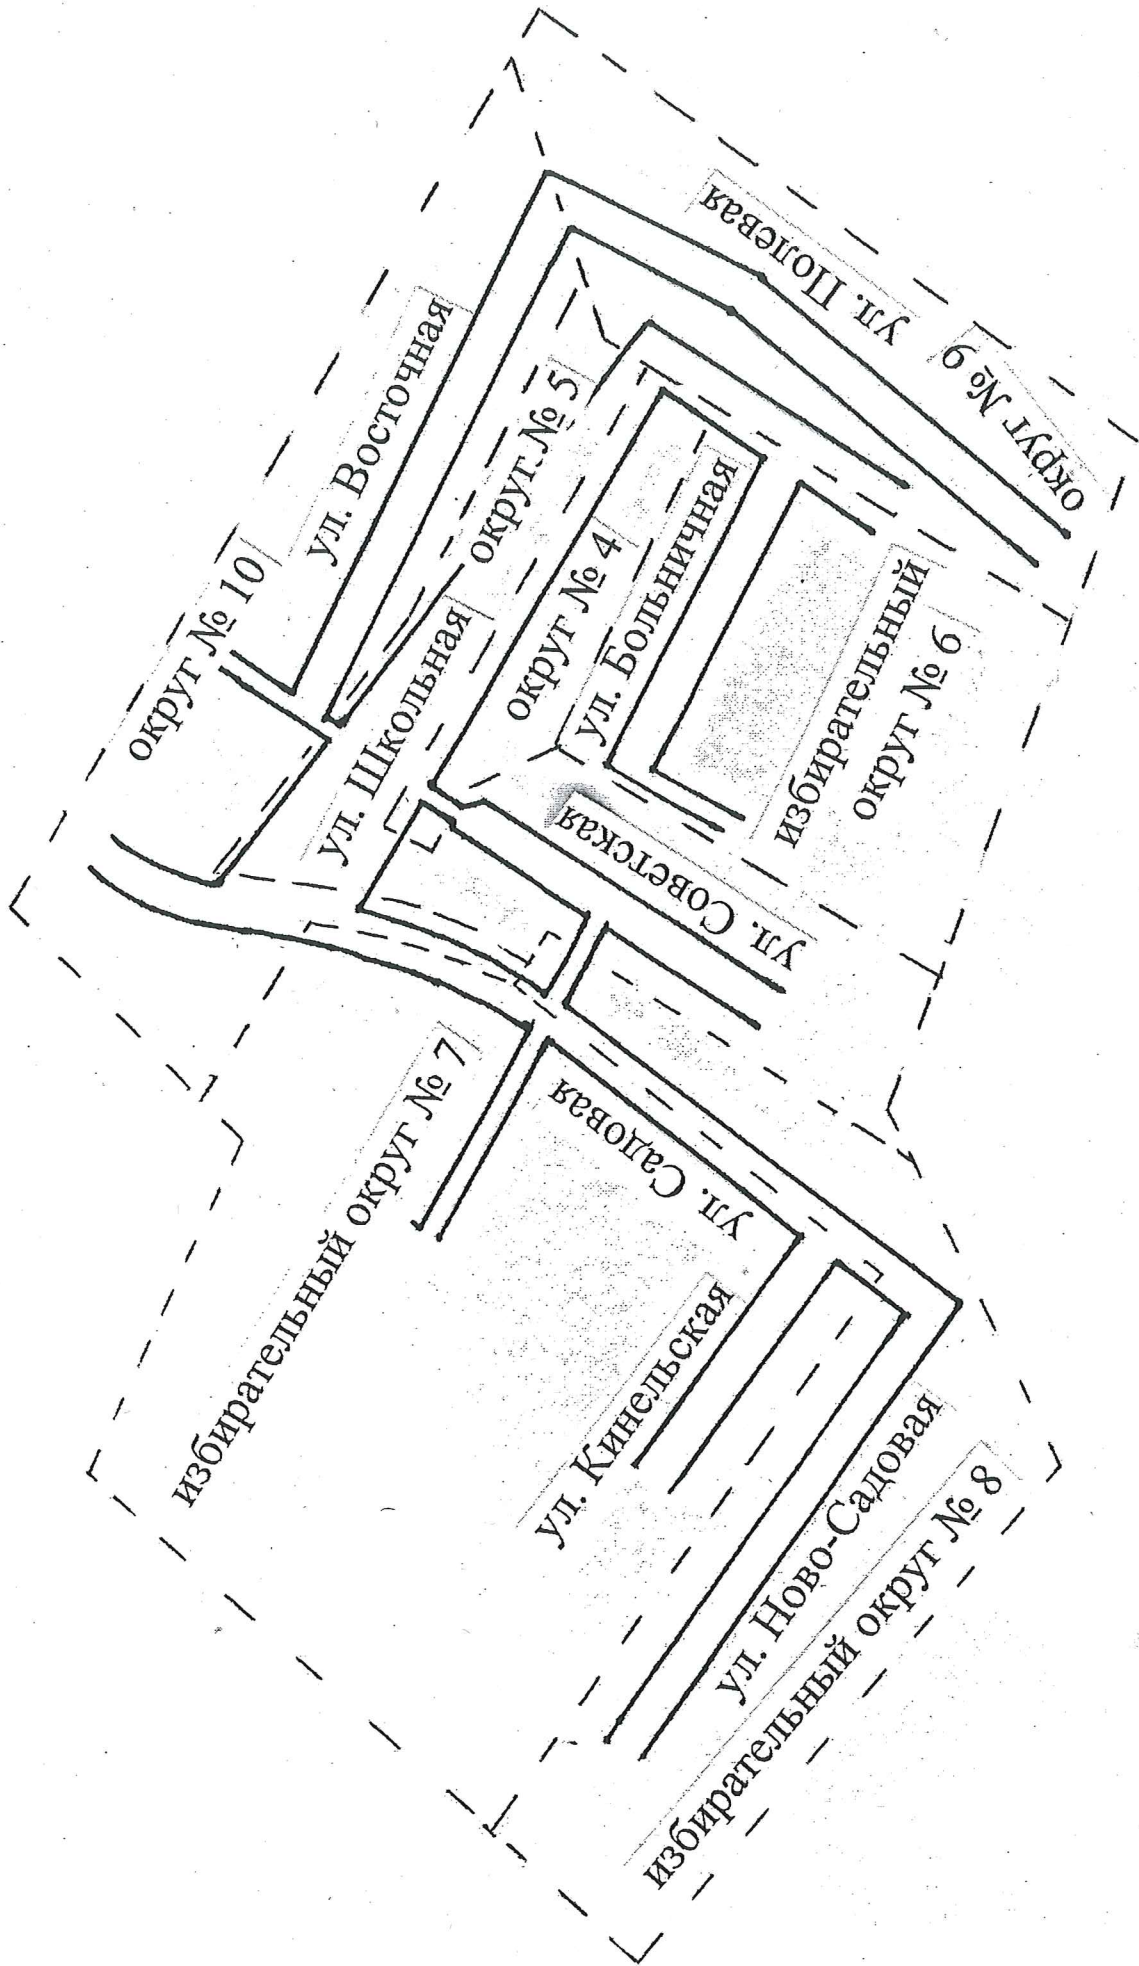 округ № 10
ул. Восточная
ул. Полевая
округ № 9
округ № 5
ул. Школьная
округ № 4
ул. Больничная
избирательный
округ № 6
ул. Советская
избирательный округ № 7
ул. Садовая
ул. Кинельская
ул. Ново-Садовая
избирательный округ № 8